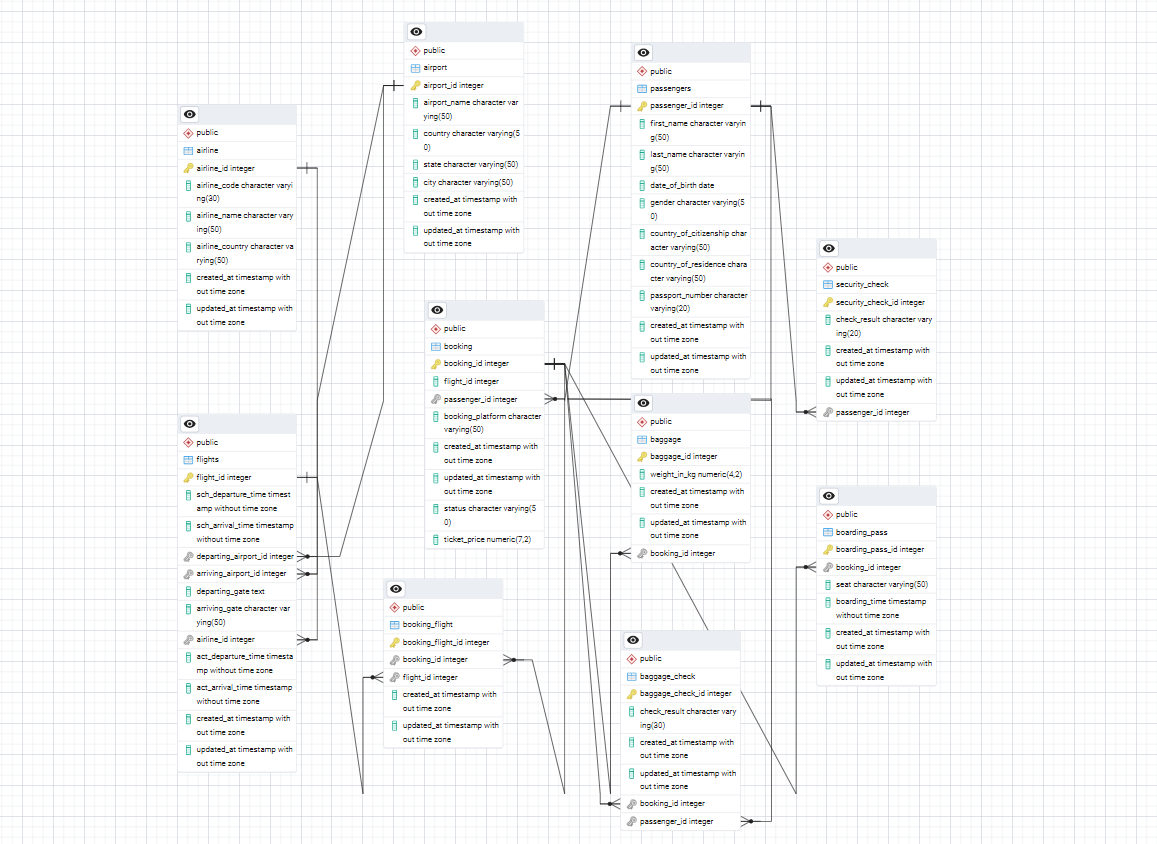 public
airport
airport_id integer
airport_name character var
ying(50)
country character varying(5
0)
state character varying(50)
city character varying(50)
created_at timestamp with
out time zone
updated_at timestamp with
out time zone
public
passengers
passenger_id integer
first_name character varyin
g(50)
last_name character varyin
g(50)
date_of_birth date
gender character varying(5
0)
country_of_citizenship char
acter varying(50)
country_of_residence chara
cter varying(50)
passport_number character
varying(20)
created_at timestamp with
out time zone
updated_at timestamp with
out time zone
public
airline
airline_id integer
airline_code character varyi
ng(30)
airline_name character vary
ing(50)
airline_country character va
rying(50)
created_at timestamp with
out time zone
updated_at timestamp with
out time zone
public
security_check
security_check_id integer
check_result character vary
ing(20)
created_at timestamp with
out time zone
updated_at timestamp with
out time zone
passenger_id integer
public
booking
booking_id integer
flight_id integer
passenger_id integer
booking_platform character
varying(50)
created_at timestamp with
out time zone
updated_at timestamp with
out time zone
status character varying(5
0)
ticket_price numeric(7,2)
public
baggage
baggage_id integer
weight_in_kg numeric(4,2)
created_at timestamp with
out time zone
updated_at timestamp with
out time zone
booking_id integer
public
flights
flight_id integer
sch_departure_time timest
amp without time zone
sch_arrival_time timestamp
without time zone
departing_airport_id integer
arriving_airport_id integer
departing_gate text
arriving_gate character var
ying(50)
airline_id integer
act_departure_time timesta
mp without time zone
act_arrival_time timestamp
without time zone
created_at timestamp with
out time zone
updated_at timestamp with
out time zone
public
boarding_pass
boarding_pass_id integer
booking_id integer
seat character varying(50)
boarding_time timestamp
without time zone
created_at timestamp with
out time zone
updated_at timestamp with
out time zone
public
booking_flight
booking_flight_id integer
booking_id integer
flight_id integer
created_at timestamp with
out time zone
updated_at timestamp with
out time zone
public
baggage_check
baggage_check_id integer
check_result character vary
ing(30)
created_at timestamp with
out time zone
updated_at timestamp with
out time zone
booking_id integer
passenger_id integer